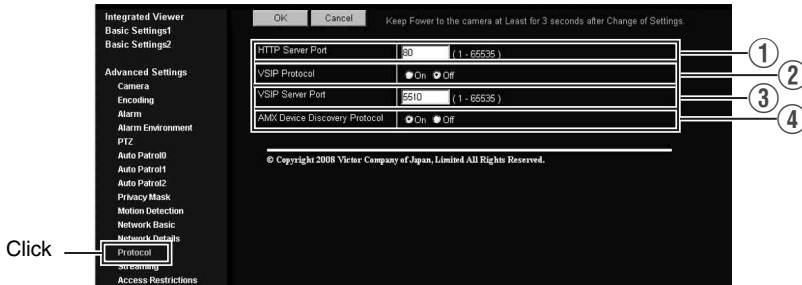 Integrated Viewer
Basic Settings1
Basic Settings2
Advanced Settings
Camera
Encoding
Alarm
Alarm Environment
PTZ
Auto Patrol0
Auto Patrol1
Auto Patrol2
Privacy Mask
Motion Detection
Network Basic
Network Details
Protocol
Streaming
Access Restrictions
Click
OK Cancel Keep Power to the camera at Least for 3 seconds after Change of Settings.
HTTP Server Port 80 ( 1 - 65535 ) 1
VSIP Protocol On Off 2
VSIP Server Port 5510 ( 1 - 65535 ) 3
AMX Device Discovery Protocol On Off 4
© Copyright 2008 Victor Company of Japan, Limited All Rights Reserved.